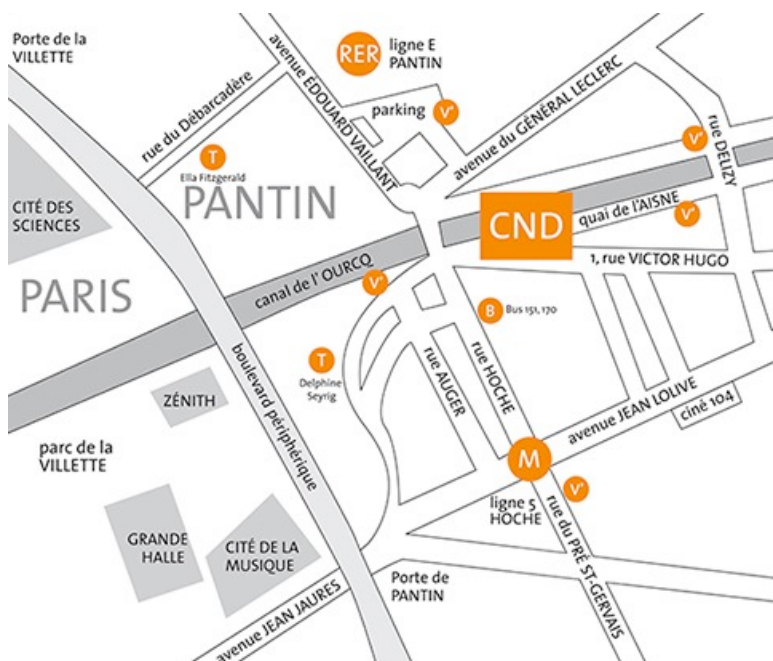 Porte de la
VILLETTE
avenue ÉDOUARD VAILLANT
RER
ligne E
PANTIN
parking
V'
avenue du GÉNÉRAL LECLERC
rue DELIZY
V'
rue du Débarcadère
T
Ella Fitzgerald
PANTIN
CITÉ DES
SCIENCES
CND
quai de l'AISNE
V'
1, rue VICTOR HUGO
PARIS
canal de l' OURCQ
V'
B
Bus 151, 170
boulevard périphérique
T
Delphine
Seyrig
rue AUGER
rue HOCHE
ZÉNITH
avenue JEAN LOLIVE
ciné 104
parc de la
VILLETTE
M
ligne 5
HOCHE
V'
rue du PRÉ ST-GERVAIS
GRANDE
HALLE
CITÉ DE LA
MUSIQUE
Porte de
PANTIN
avenue JEAN JAURES